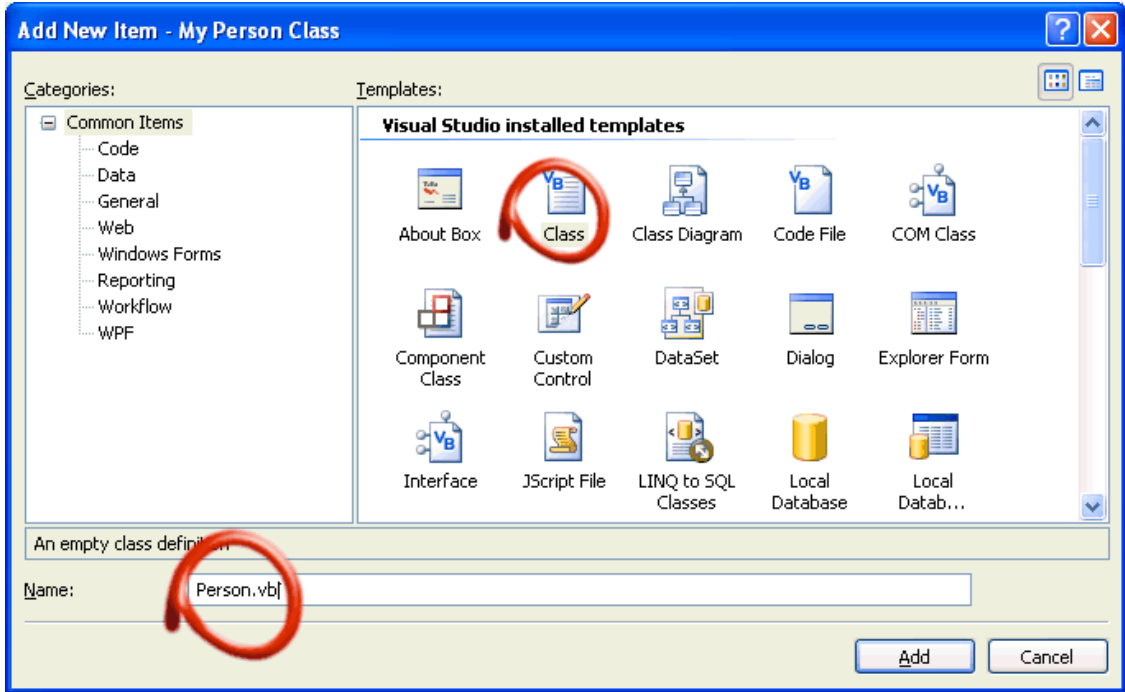 Add New Item - My Person Class
Categories:
Templates:
Common Items
Code
Data
General
Web
Windows Forms
Reporting
Workflow
WPF
Visual Studio installed templates
About Box
Class
Class Diagram
Code File
COM Class
Component
Class
Custom
Control
DataSet
Dialog
Explorer Form
Interface
JScript File
LINQ to SQL
Classes
Local
Database
Local
Datab...
An empty class definition
Name:
Person.vb
Add
Cancel